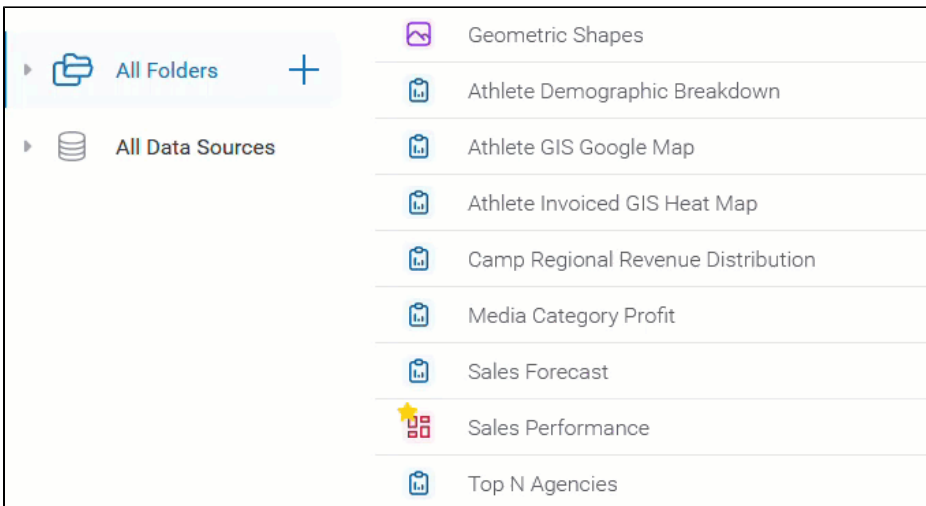 All Folders
All Data Sources
Geometric Shapes
Athlete Demographic Breakdown
Athlete GIS Google Map
Athlete Invoiced GIS Heat Map
Camp Regional Revenue Distribution
Media Category Profit
Sales Forecast
Sales Performance
Top N Agencies